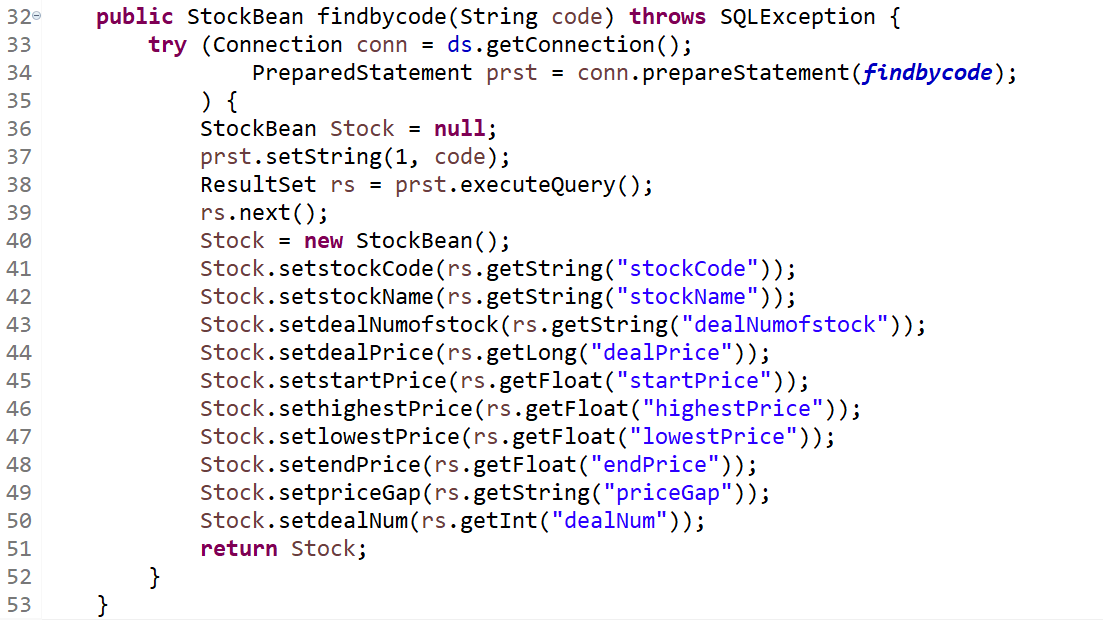 32 public StockBean findbycode(String code) throws SQLException {
33 try (Connection conn = ds.getConnection();
34 PreparedStatement prst = conn.prepareStatement(findbycode);
35 ) {
36 StockBean Stock = null;
37 prst.setString(1, code);
38 ResultSet rs = prst.executeQuery();
39 rs.next();
40 Stock = new StockBean();
41 Stock.setstockCode(rs.getString("stockCode"));
42 Stock.setstockName(rs.getString("stockName"));
43 Stock.setdealNumofstock(rs.getString("dealNumofstock"));
44 Stock.setdealPrice(rs.getLong("dealPrice"));
45 Stock.setstartPrice(rs.getFloat("startPrice"));
46 Stock.sethighestPrice(rs.getFloat("highestPrice"));
47 Stock.setlowestPrice(rs.getFloat("lowestPrice"));
48 Stock.setendPrice(rs.getFloat("endPrice"));
49 Stock.setpriceGap(rs.getString("priceGap"));
50 Stock.setdealNum(rs.getInt("dealNum"));
51 return Stock;
52 }
53 }